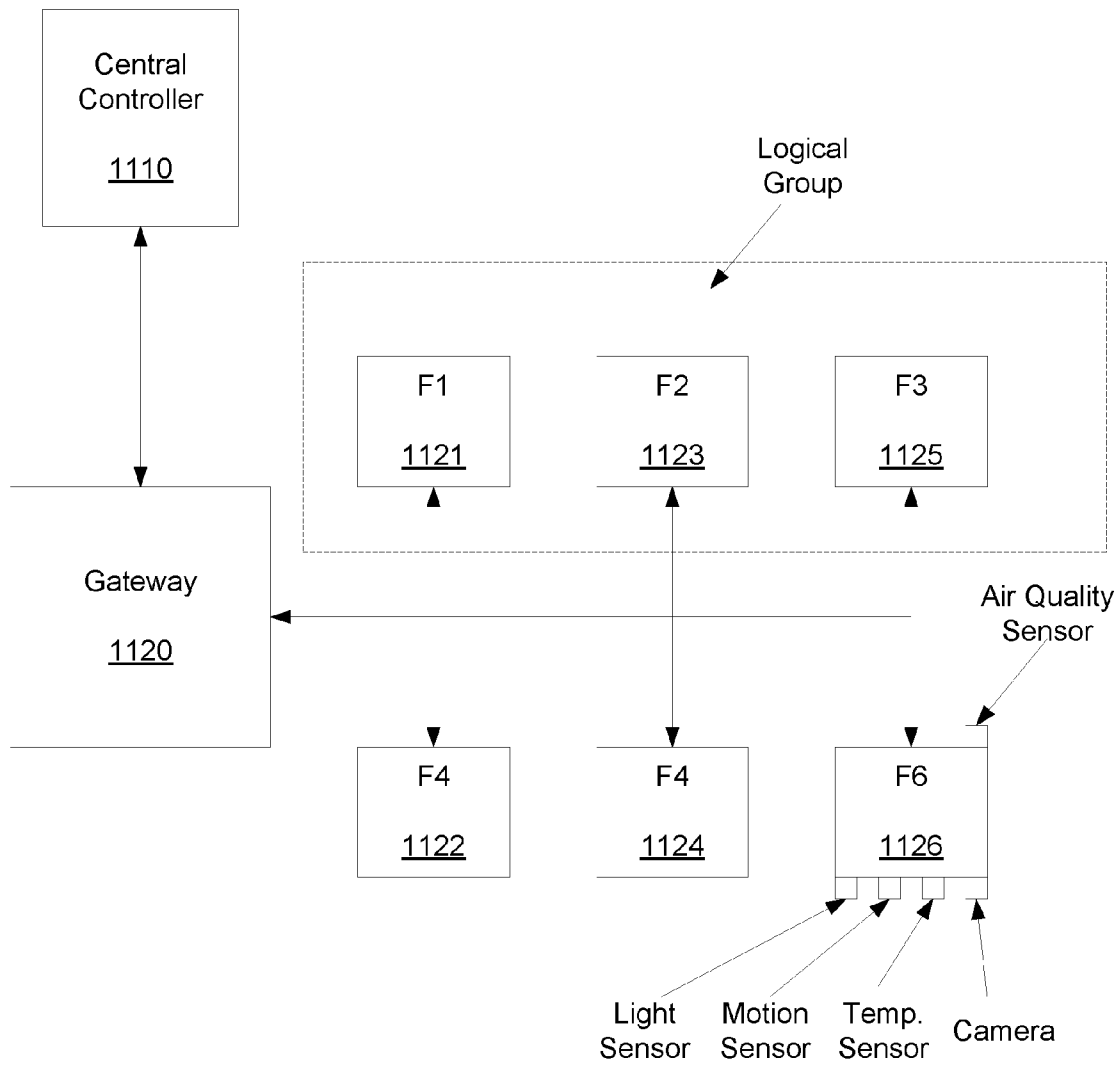 Central
Controller
1110
Logical
Group
F1
1121
F2
1123
F3
1125
Gateway
1120
Air Quality
Sensor
F4
1122
F4
1124
F6
1126
Light
Sensor
Motion
Sensor
Temp.
Sensor
Camera